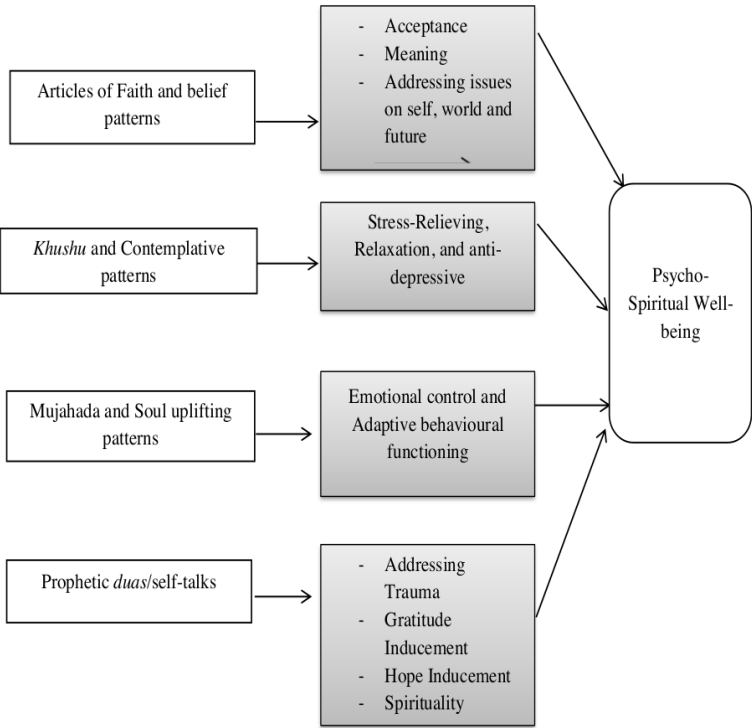 Articles of Faith and belief
patterns
- Acceptance
- Meaning
- Addressing issues
on self, world and
future
Khushu and Contemplative
patterns
Stress-Relieving,
Relaxation, and anti-
depressive
Mujahada and Soul uplifting
patterns
Emotional control and
Adaptive behavioural
functioning
Prophetic duas/self-talks
- Addressing
Trauma
- Gratitude
Inducement
- Hope Inducement
- Spirituality
Psycho-
Spiritual Well-
being